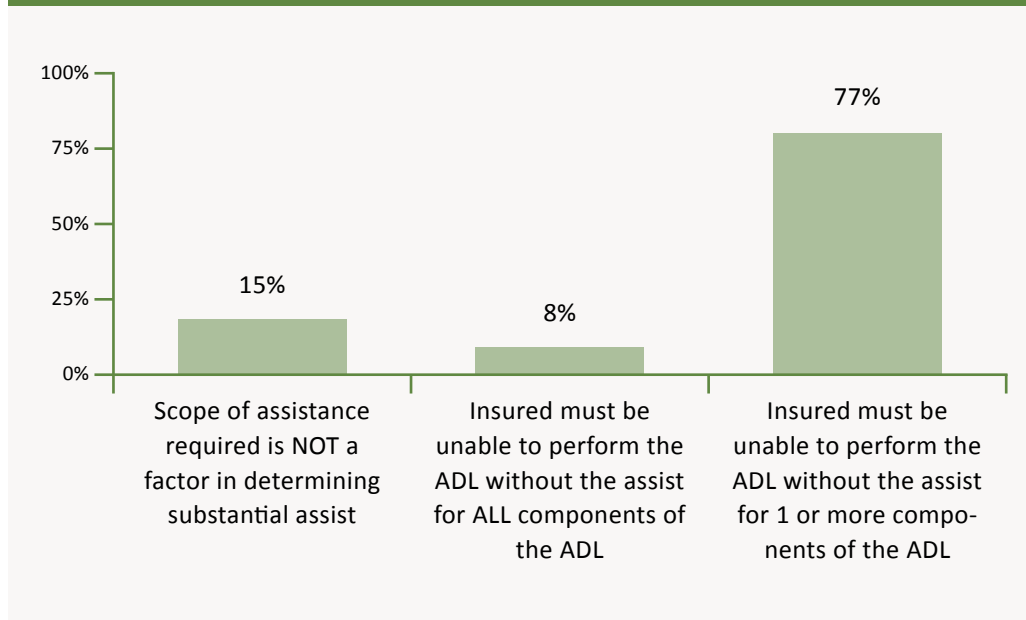 100%
75%
50%
25%
0%
15%
8%
77%
Scope of assistance
required is NOT a
factor in determining
substantial assist
Insured must be
unable to perform the
ADL without the assist
for ALL components of
the ADL
Insured must be
unable to perform the
ADL without the assist
for 1 or more compo-
nents of the ADL